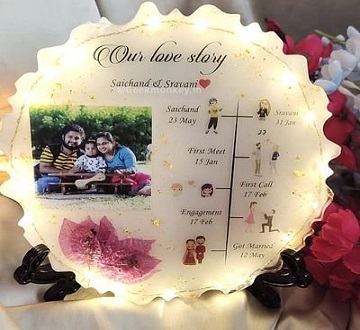 Our love story
Saichand & Sravani
Saichand
23 May
Sravani
31 Jan
First Meet
15 Jan
First Call
17 Feb
Engagement
17 Feb
Got Married
12 May